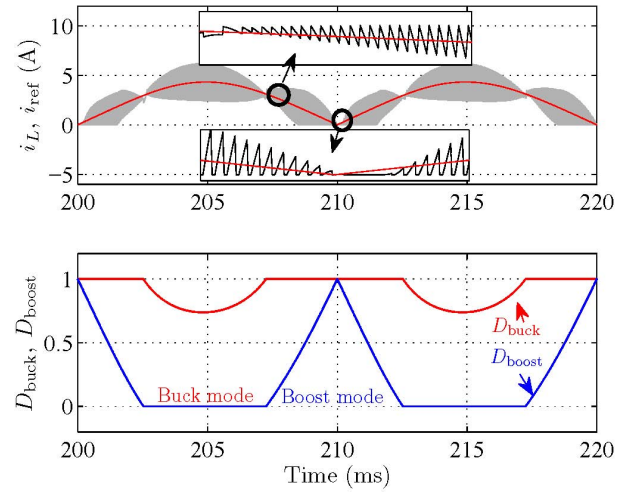 i_L, i_ref (A)
10
5
0
−5
200
205
210
215
220
D_buck, D_boost
1
0.5
0
D_buck
D_boost
Buck mode
Boost mode
200
205
210
215
220
Time (ms)